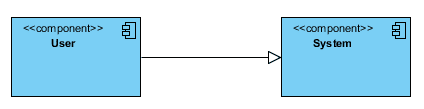 <<component>>
User
<<component>>
System